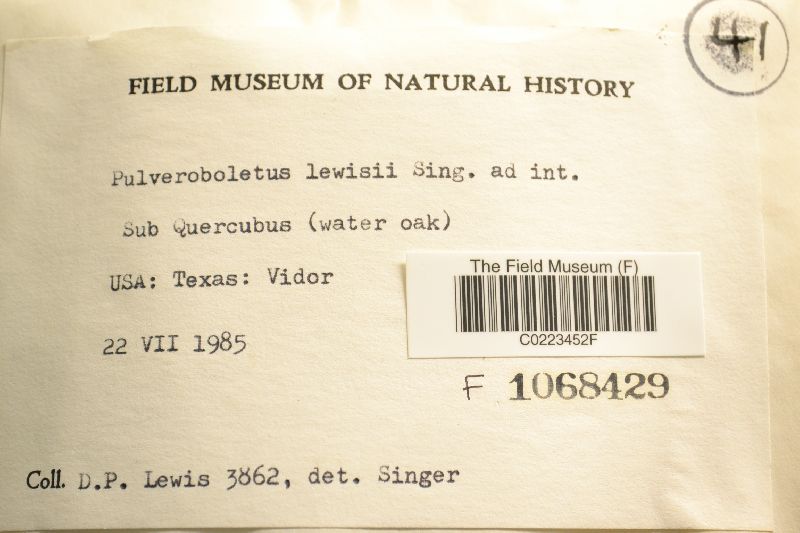 41
FIELD MUSEUM OF NATURAL HISTORY
Pulveroboletus lewisii Sing. ad int.
Sub Quercubus (water oak)
USA: Texas: Vidor
The Field Museum (F)
C0223452F
22 VII 1985
F 1068429
Coll. D.P. Lewis 3862, det. Singer